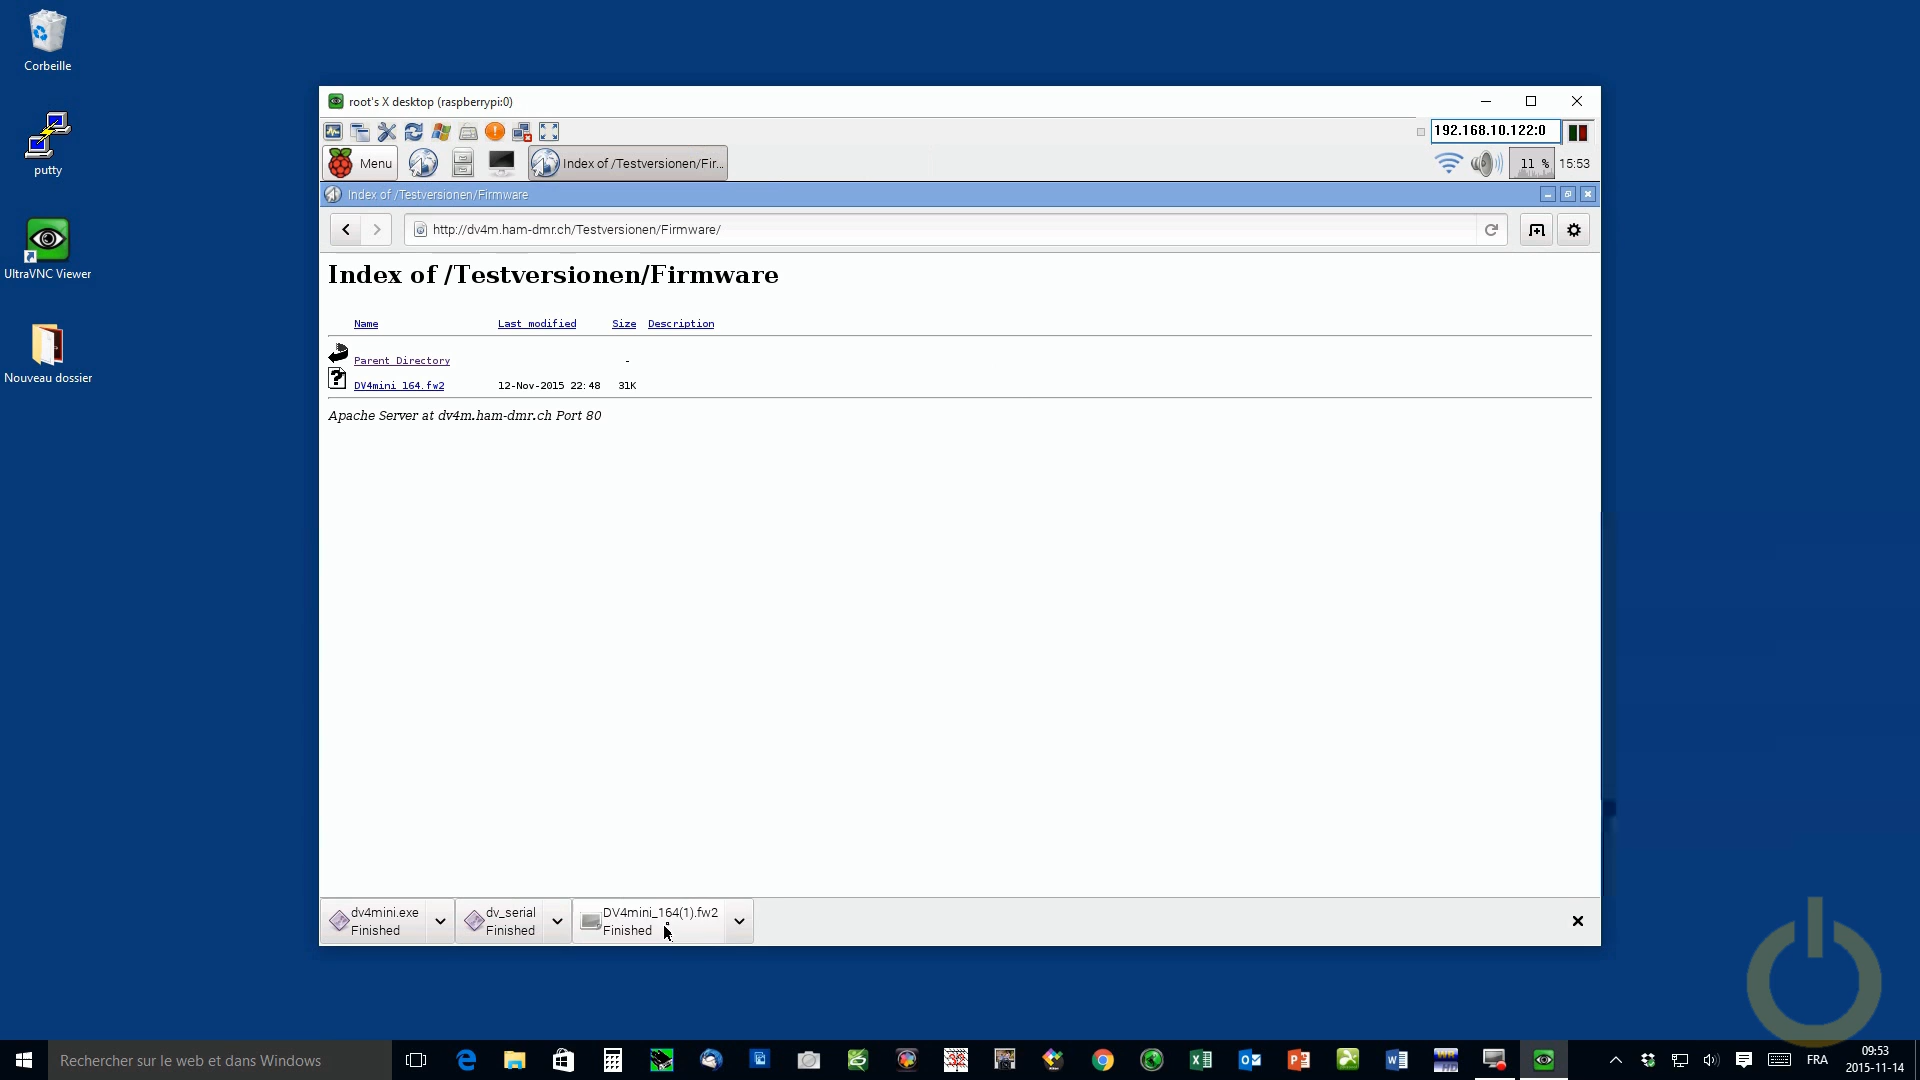 Corbeille
putty
UltraVNC Viewer
Nouveau dossier
root's X desktop (raspberrypi:0)
192.168.10.122:0
Menu
Index of /Testversionen/Fir...
11 %
15:53
Index of /Testversionen/Firmware
http://dv4m.ham-dmr.ch/Testversionen/Firmware/
Index of /Testversionen/Firmware
Name Last modified Size Description
Parent Directory -
DV4mini_164.fw2 12-Nov-2015 22:48 31K
Apache Server at dv4m.ham-dmr.ch Port 80
dv4mini.exe
Finished
dv_serial
Finished
DV4mini_164(1).fw2
Finished
Rechercher sur le web et dans Windows
FRA
09:53
2015-11-14